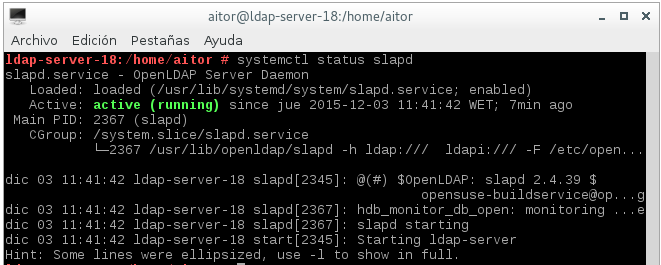 aitor@ldap-server-18:/home/aitor
Archivo Edición Pestañas Ayuda
ldap-server-18:/home/aitor # systemctl status slapd
slapd.service - OpenLDAP Server Daemon
   Loaded: loaded (/usr/lib/systemd/system/slapd.service; enabled)
   Active: active (running) since jue 2015-12-03 11:41:42 WET; 7min ago
 Main PID: 2367 (slapd)
   CGroup: /system.slice/slapd.service
           └─2367 /usr/lib/openldap/slapd -h ldap:///  ldapi:/// -F /etc/open...

dic 03 11:41:42 ldap-server-18 slapd[2345]: @(#) $OpenLDAP: slapd 2.4.39 $
                                                    opensuse-buildservice@op...g
dic 03 11:41:42 ldap-server-18 slapd[2367]: hdb_monitor_db_open: monitoring ...e
dic 03 11:41:42 ldap-server-18 slapd[2367]: slapd starting
dic 03 11:41:42 ldap-server-18 start[2345]: Starting ldap-server
Hint: Some lines were ellipsized, use -l to show in full.